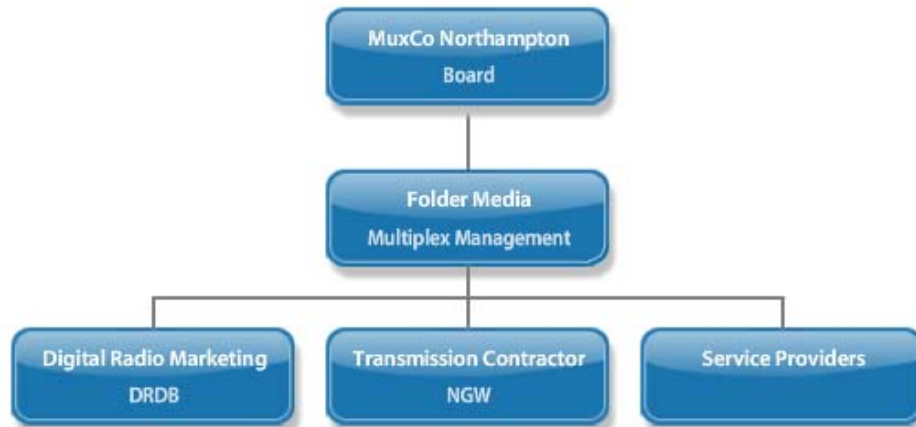 MuxCo Northampton
Board
Folder Media
Multiplex Management
Digital Radio Marketing
DRDB
Transmission Contractor
NGW
Service Providers